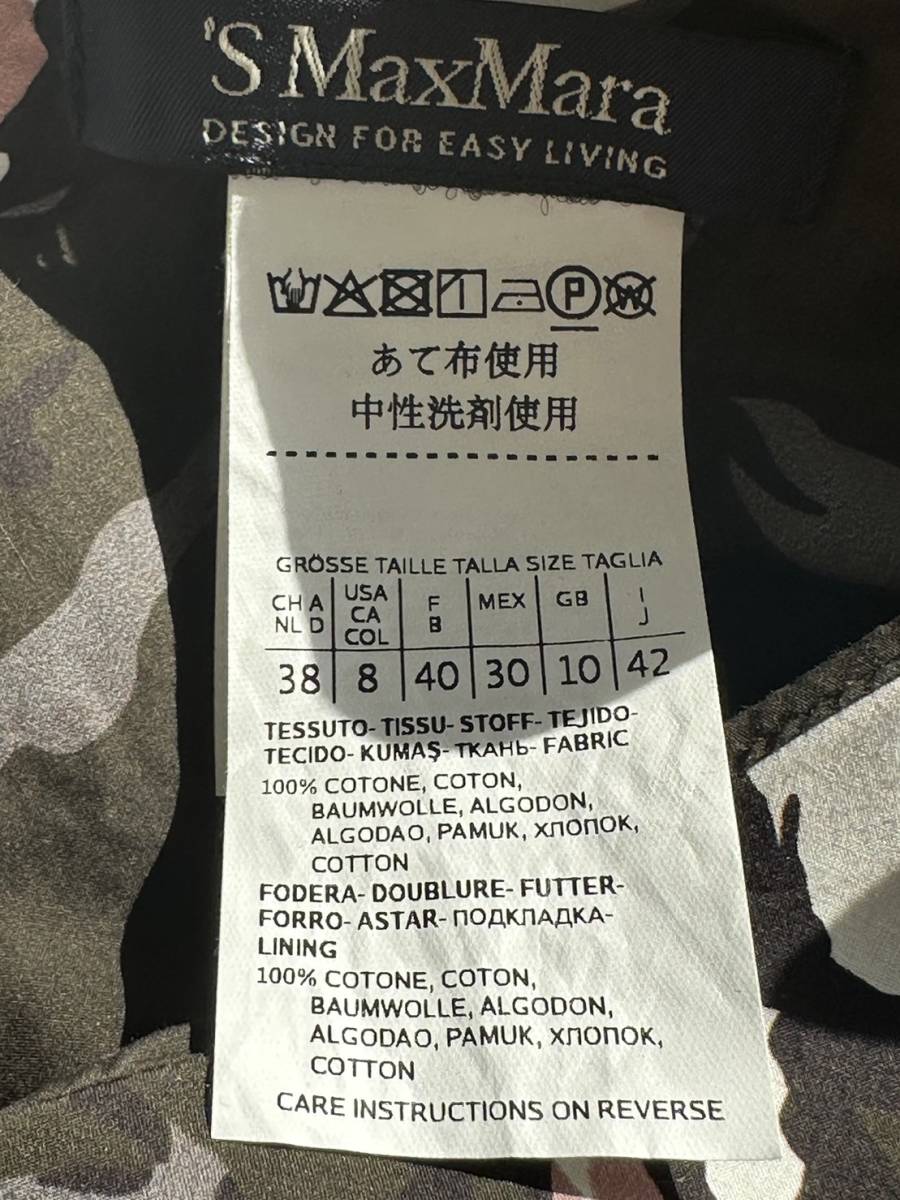 'S MaxMara
DESIGN FOR EASY LIVING
P W
あて布使用
中性洗剤使用
GRÖSSE TAILLE TALLA SIZE TAGLIA
CH A NL D USA CA COL F B MEX GB I J
38 8 40 30 10 42
TESSUTO- TISSU- STOFF- TEJIDO-
TECIDO- KUMAŞ- ТКАНЬ- FABRIC
100% COTONE, COTON,
BAUMWOLLE, ALGODON,
ALGODAO, PAMUK, ХЛОПОК,
COTTON
FODERA- DOUBLURE- FUTTER-
FORRO- ASTAR- ПОДКЛАДКА-
LINING
100% COTONE, COTON,
BAUMWOLLE, ALGODON,
ALGODAO, PAMUK, ХЛОПОК,
COTTON
CARE INSTRUCTIONS ON REVERSE